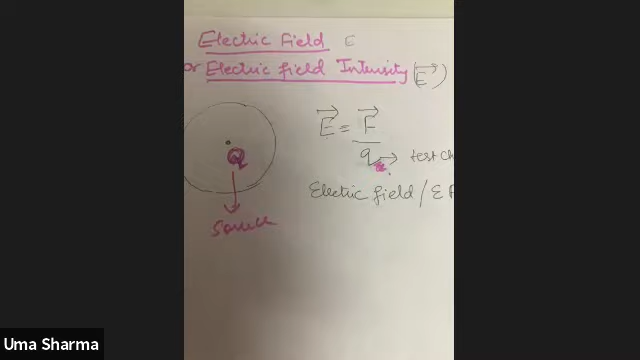 Electric Field E
or Electric field Intensity (E)
E = F
q → test ch
Q
Electric field / E F
Source
Uma Sharma